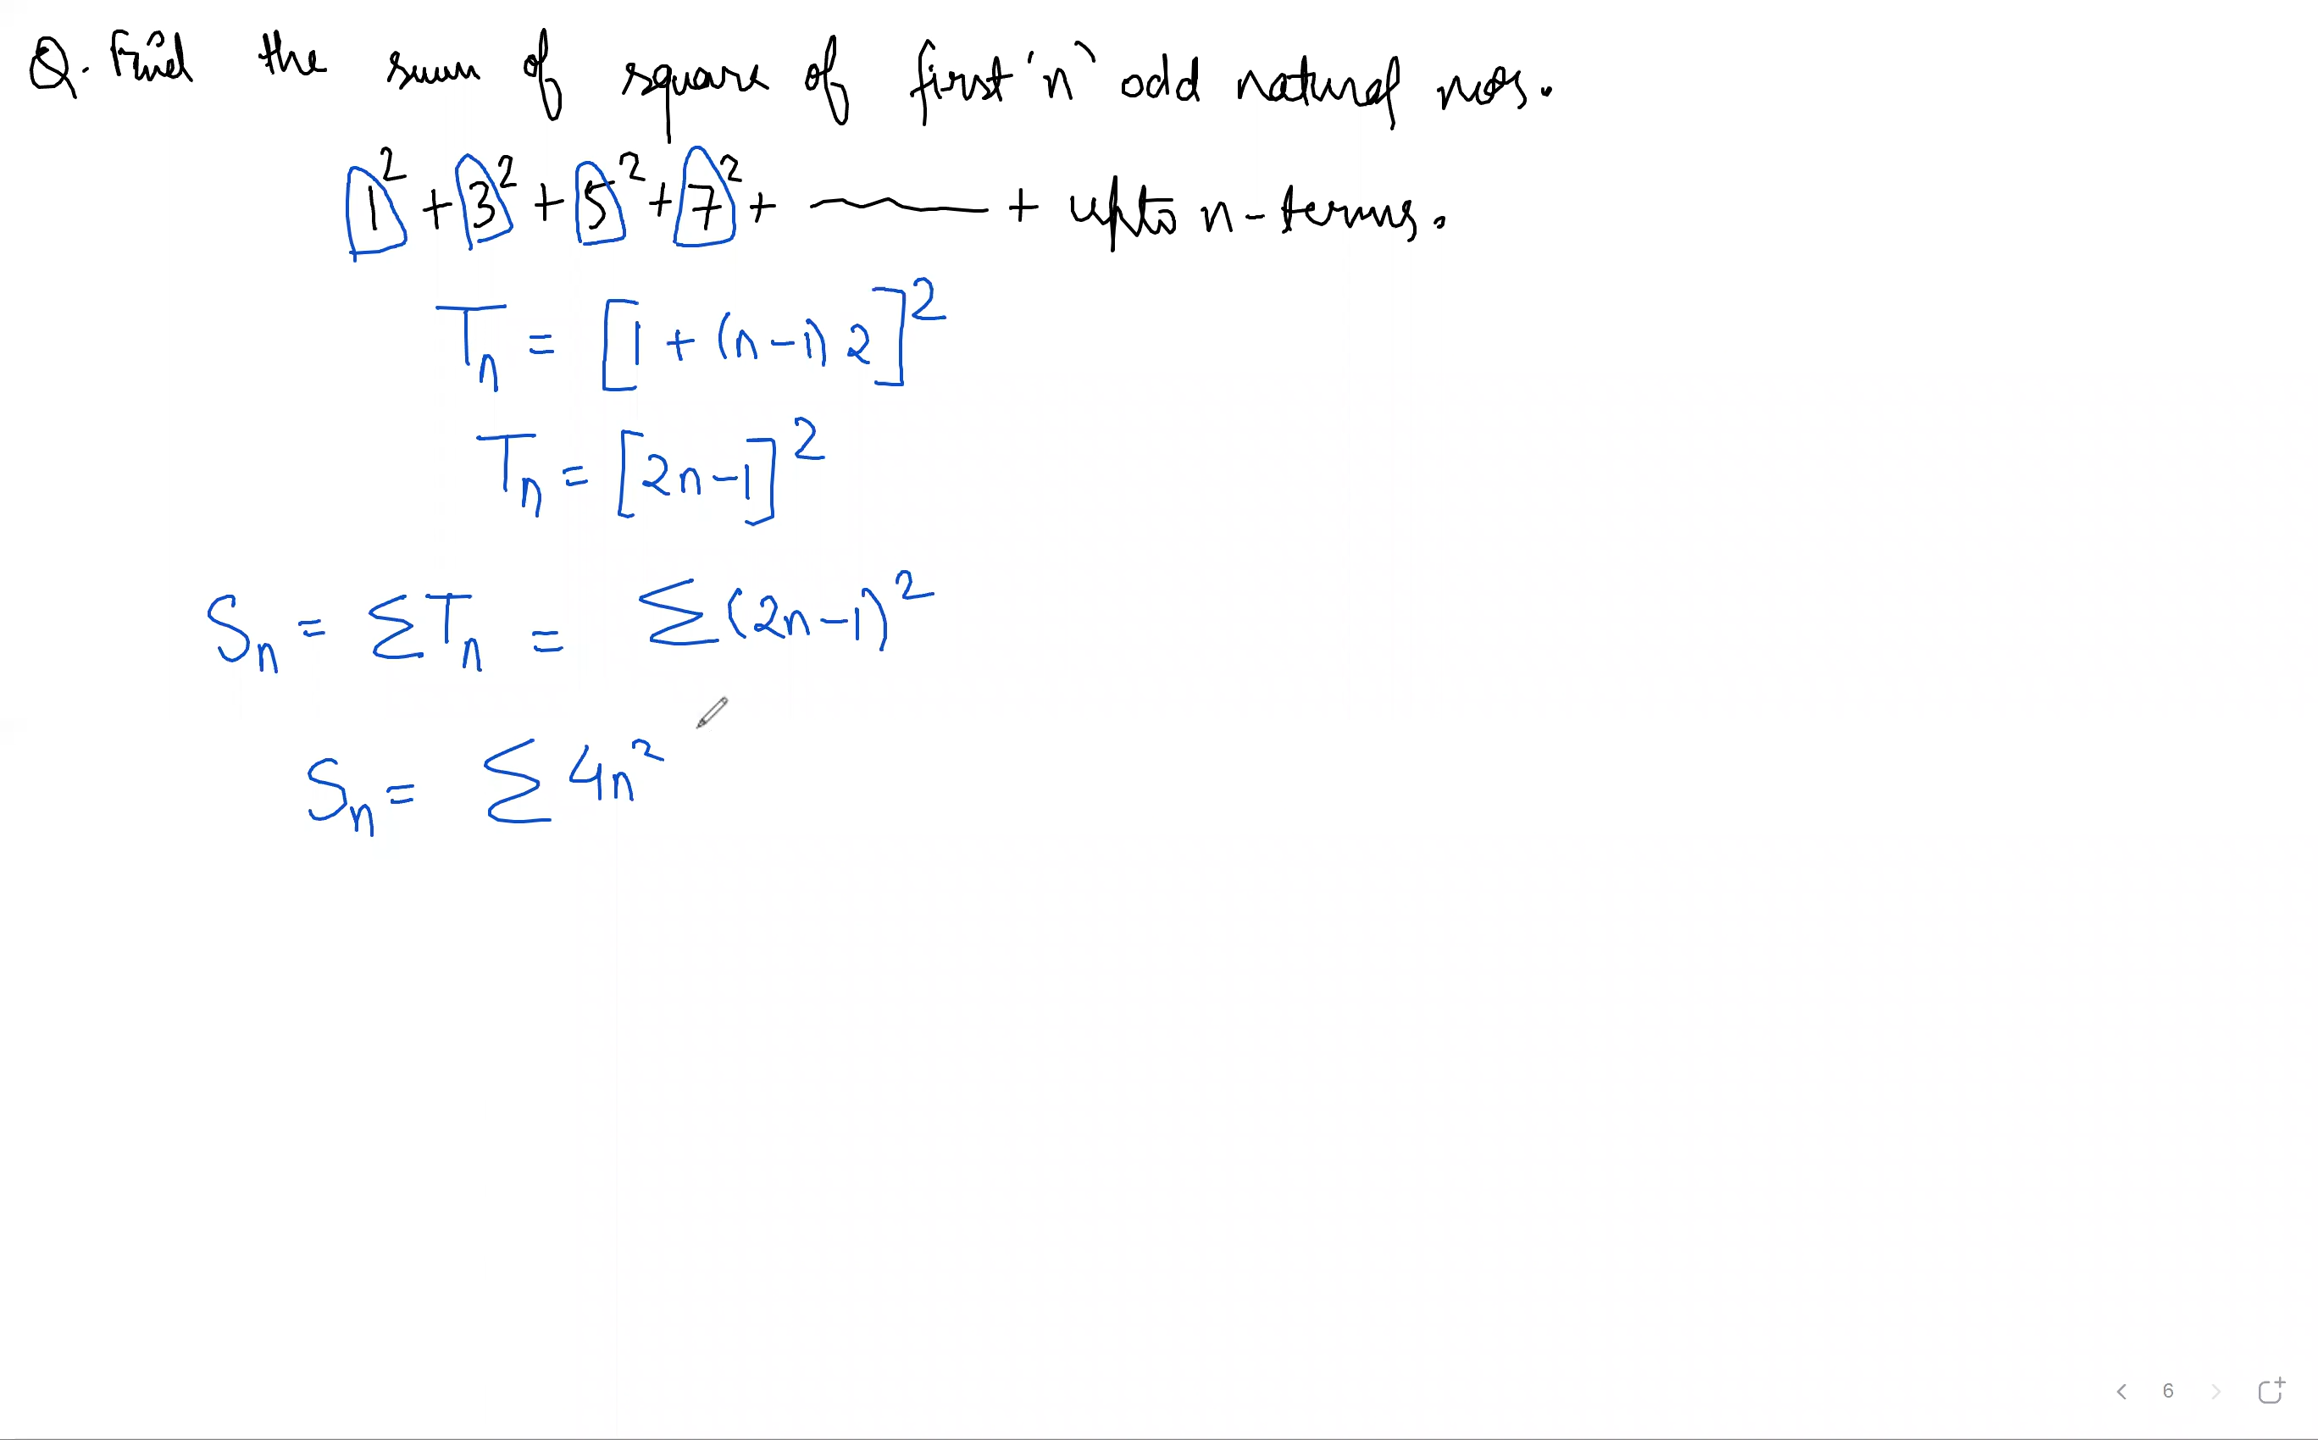 Q. Find the sum of square of first 'n' odd natural nos.
1² + 3² + 5² + 7² + ——— + upto n-terms.
Tₙ = [1 + (n-1) 2]²
Tₙ = [2n-1]²
Sₙ = ΣTₙ = Σ(2n-1)²
Sₙ = Σ 4n²
6